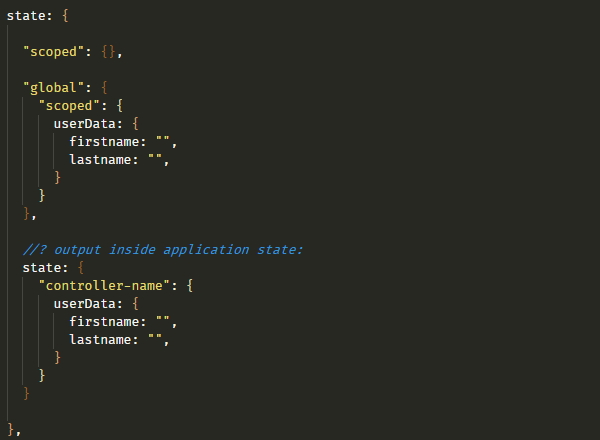 state: {
"scoped": {},
"global": {
"scoped": {
userData: {
firstname: "",
lastname: "",
}
}
},
//? output inside application state:
state: {
"controller-name": {
userData: {
firstname: "",
lastname: "",
}
}
}
},